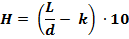 H = (L/d − k) · 10